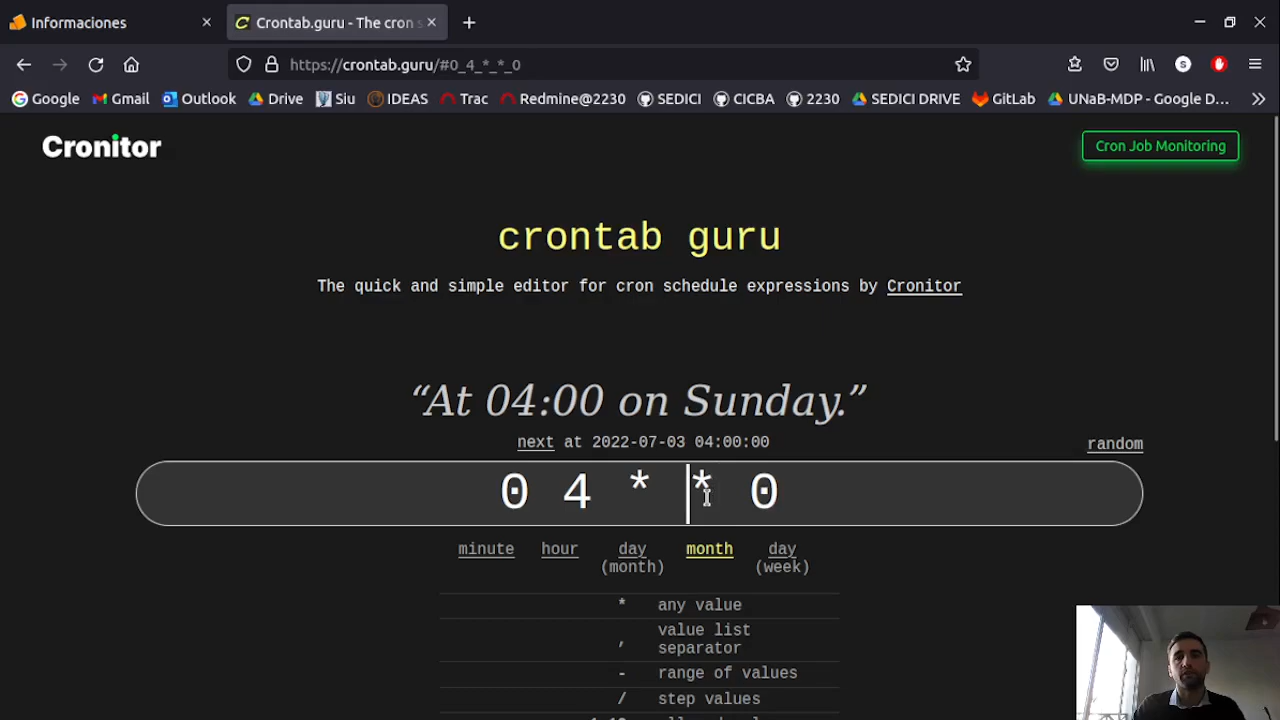 Informaciones
Crontab.guru - The cron s
https://crontab.guru/#0_4_*_*_0
Google Gmail Outlook Drive Siu IDEAS Trac Redmine@2230 SEDICI CICBA 2230 SEDICI DRIVE GitLab UNaB-MDP - Google D...
Cronitor
Cron Job Monitoring
crontab guru
The quick and simple editor for cron schedule expressions by Cronitor
“At 04:00 on Sunday.”
next at 2022-07-03 04:00:00
random
0 4 * * 0
minute hour day (month) month day (week)
* any value
, value list separator
- range of values
/ step values